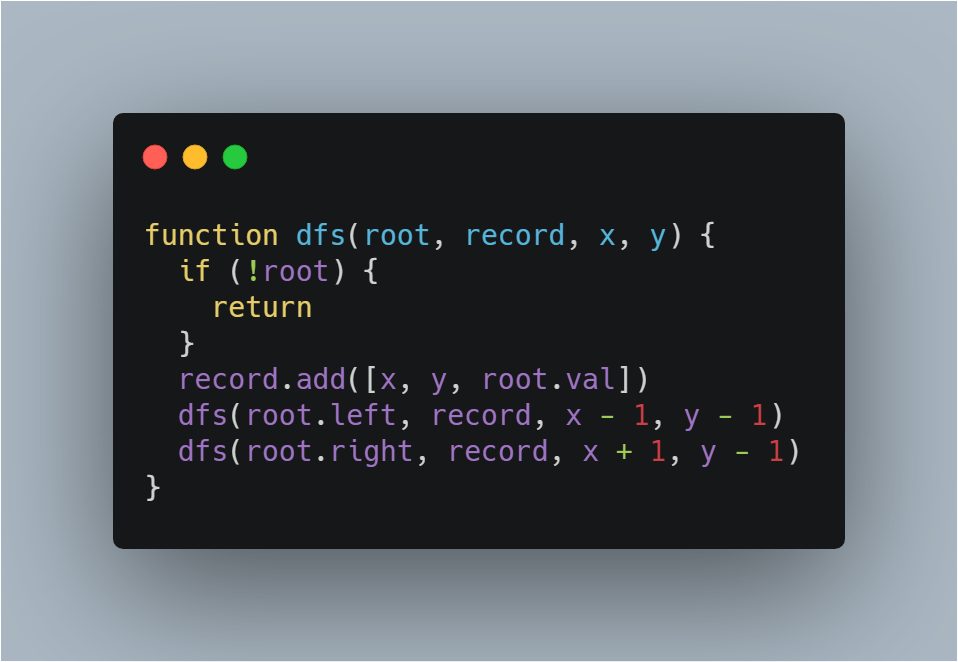 function dfs(root, record, x, y) {
  if (!root) {
    return
  }
  record.add([x, y, root.val])
  dfs(root.left, record, x - 1, y - 1)
  dfs(root.right, record, x + 1, y - 1)
}